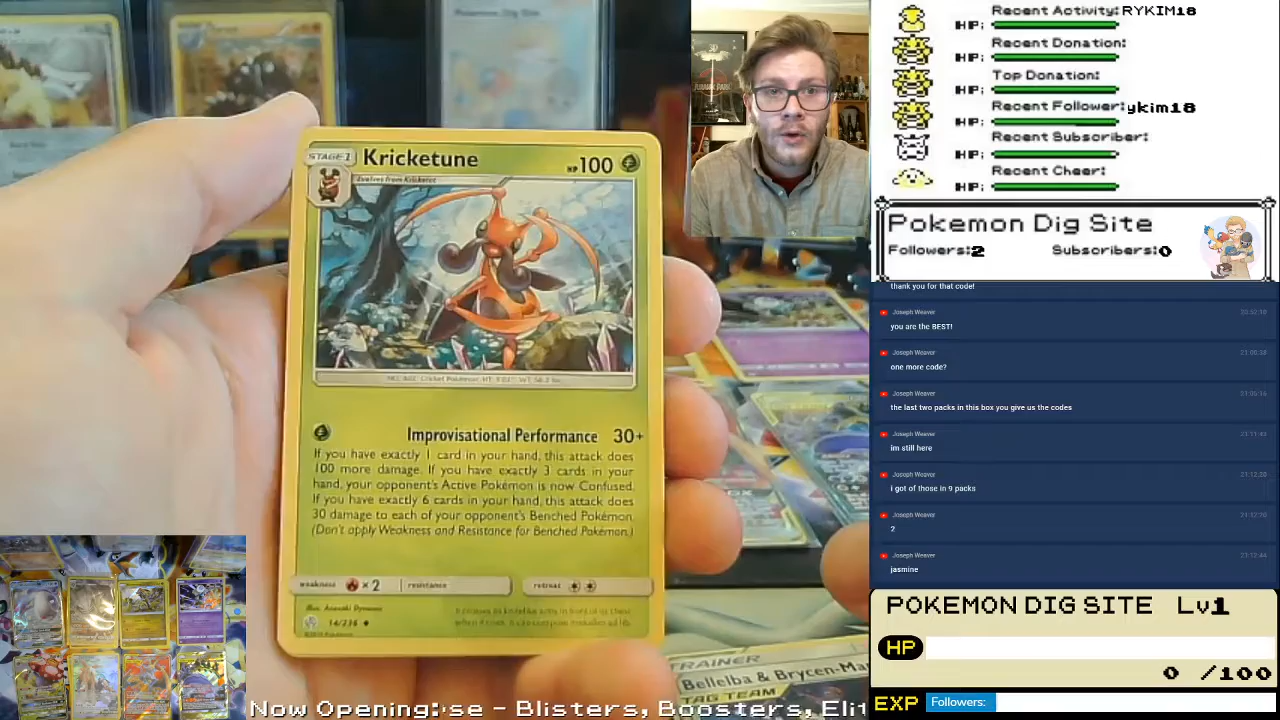 STAGE 1
Kricketune
HP 100
Evolves from Kricketot
Improvisational Performance 30+
If you have exactly 1 card in your hand, this attack does
100 more damage. If you have exactly 3 cards in your
hand, your opponent's Active Pokémon is now Confused.
If you have exactly 6 cards in your hand, this attack does
30 damage to each of your opponent's Benched Pokémon.
(Don't apply Weakness and Resistance for Benched Pokémon.)
weakness × 2 resistance retreat
14/236
TRAINER
Bellelba & Brycen-Ma
TAG TEAM
Now Opening:se - Blisters, Boosters, Elit
JURASSIC PARK
Recent Activity: RYKIM18
HP:
Recent Donation:
HP:
Top Donation:
HP:
Recent Follower: ykim18
HP:
Recent Subscriber:
HP:
Recent Cheer:
HP:
Pokemon Dig Site
Followers:2 Subscribers:0
thank you for that code!
Joseph Weaver
you are the BEST!
Joseph Weaver
one more code?
Joseph Weaver
the last two packs in this box you give us the codes
Joseph Weaver
im still here
Joseph Weaver
i got of those in 9 packs
Joseph Weaver
2
Joseph Weaver
jasmine
POKEMON DIG SITE Lv1
HP
0 /100
EXP Followers: